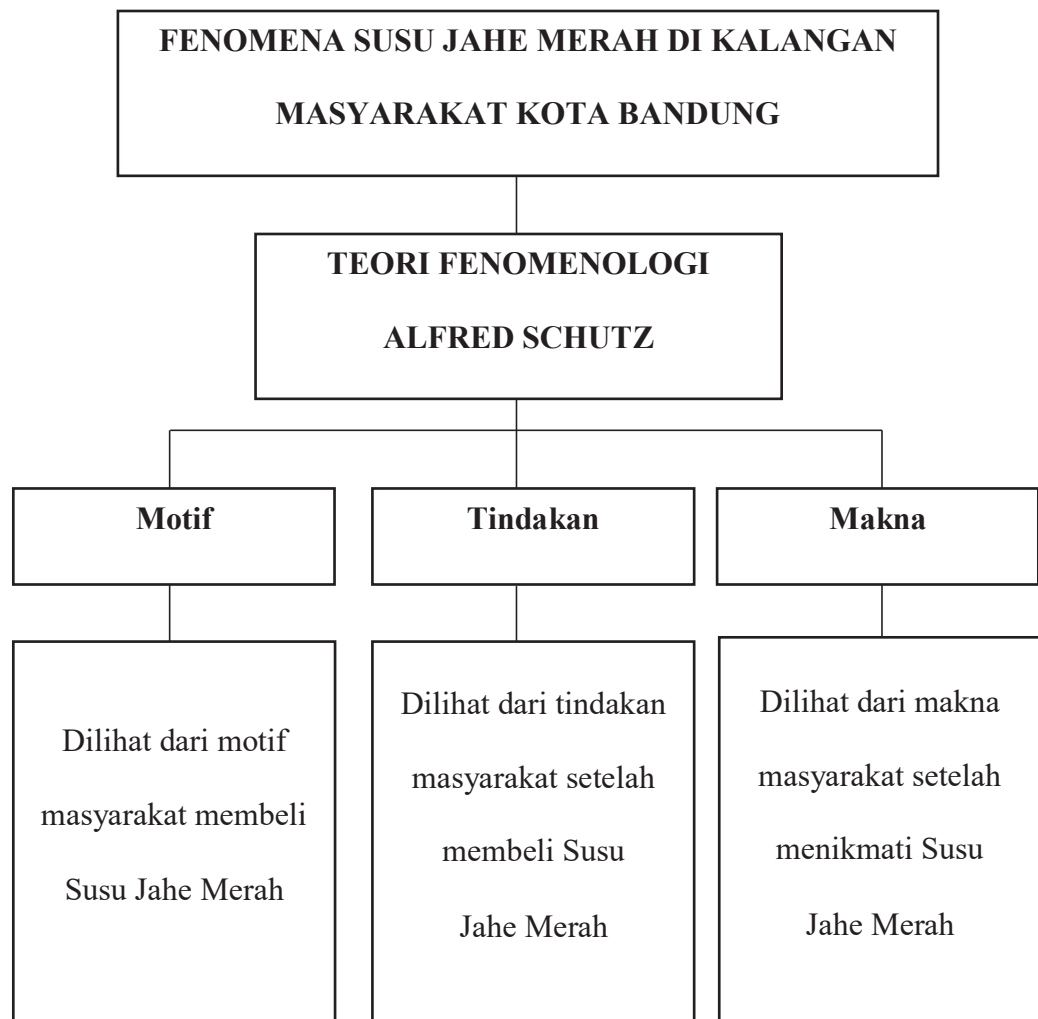 FENOMENA SUSU JAHE MERAH DI KALANGAN
MASYARAKAT KOTA BANDUNG
TEORI FENOMENOLOGI
ALFRED SCHUTZ
Motif
Tindakan
Makna
Dilihat dari motif
masyarakat membeli
Susu Jahe Merah
Dilihat dari tindakan
masyarakat setelah
membeli Susu
Jahe Merah
Dilihat dari makna
masyarakat setelah
menikmati Susu
Jahe Merah